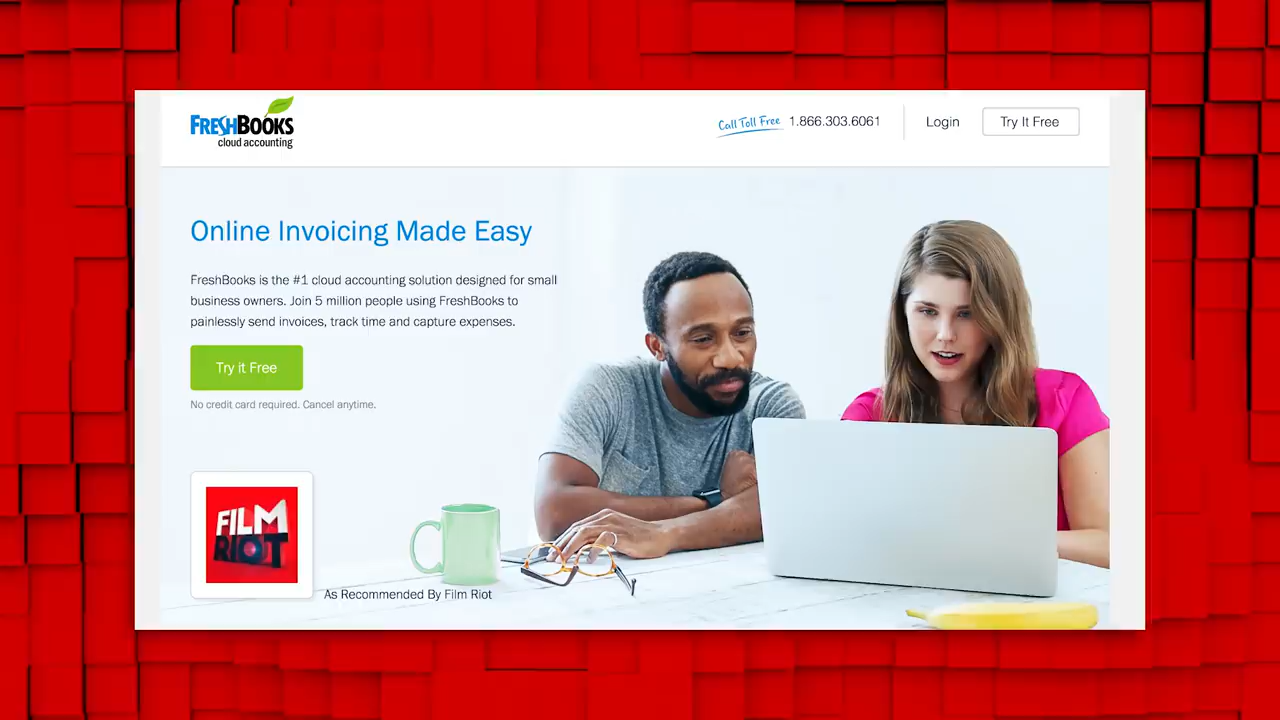 FRESHBOOKS
cloud accounting
Call Toll Free 1.866.303.6061
Login
Try It Free
Online Invoicing Made Easy
FreshBooks is the #1 cloud accounting solution designed for small
business owners. Join 5 million people using FreshBooks to
painlessly send invoices, track time and capture expenses.
Try it Free
No credit card required. Cancel anytime.
FILM
RIOT
As Recommended By Film Riot